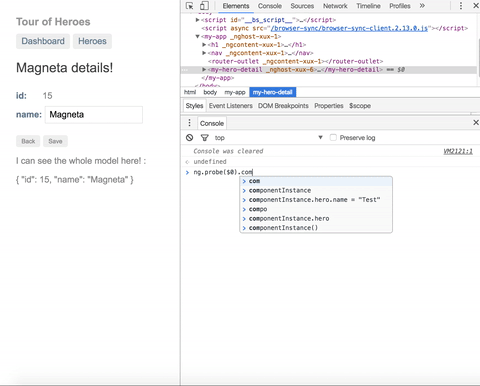 Tour of Heroes
Dashboard
Heroes
Magneta details!
id: 15
name: Magneta
Back
Save
I can see the whole model here! :
{ "id": 15, "name": "Magneta" }
Elements Console Sources Network Timeline Profiles »
▸<script id="__bs_script__">…</script>
<script async src="/browser-sync/browser-sync-client.2.13.0.js"></script>
▾<my-app _nghost-xux-1>
▸<h1 _ngcontent-xux-1>…</h1>
▸<nav _ngcontent-xux-1>…</nav>
<router-outlet _ngcontent-xux-1></router-outlet>
▸<my-hero-detail _nghost-xux-6>…</my-hero-detail> == $0
</my-app>
</body>
html body my-app my-hero-detail
Styles Event Listeners DOM Breakpoints Properties $scope
Console
top
Preserve log
Console was cleared VM2121:1
undefined
ng.probe($0).com
com
componentInstance
componentInstance.hero.name = "Test"
compo
componentInstance.hero
componentInstance()